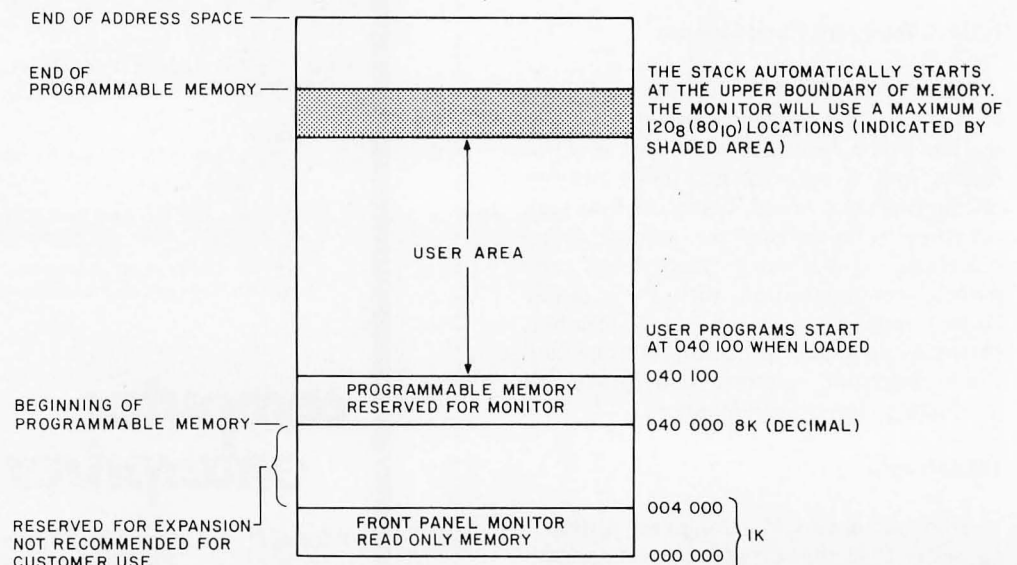 END OF ADDRESS SPACE
END OF
PROGRAMMABLE MEMORY
THE STACK AUTOMATICALLY STARTS
AT THE UPPER BOUNDARY OF MEMORY.
THE MONITOR WILL USE A MAXIMUM OF
120₈(80₁₀) LOCATIONS (INDICATED BY
SHADED AREA)
USER AREA
USER PROGRAMS START
AT 040 100 WHEN LOADED
040 100
PROGRAMMABLE MEMORY
RESERVED FOR MONITOR
BEGINNING OF
PROGRAMMABLE MEMORY
040 000 8K (DECIMAL)
004 000
RESERVED FOR EXPANSION
NOT RECOMMENDED FOR
CUSTOMER USE
FRONT PANEL MONITOR
READ ONLY MEMORY
1K
000 000